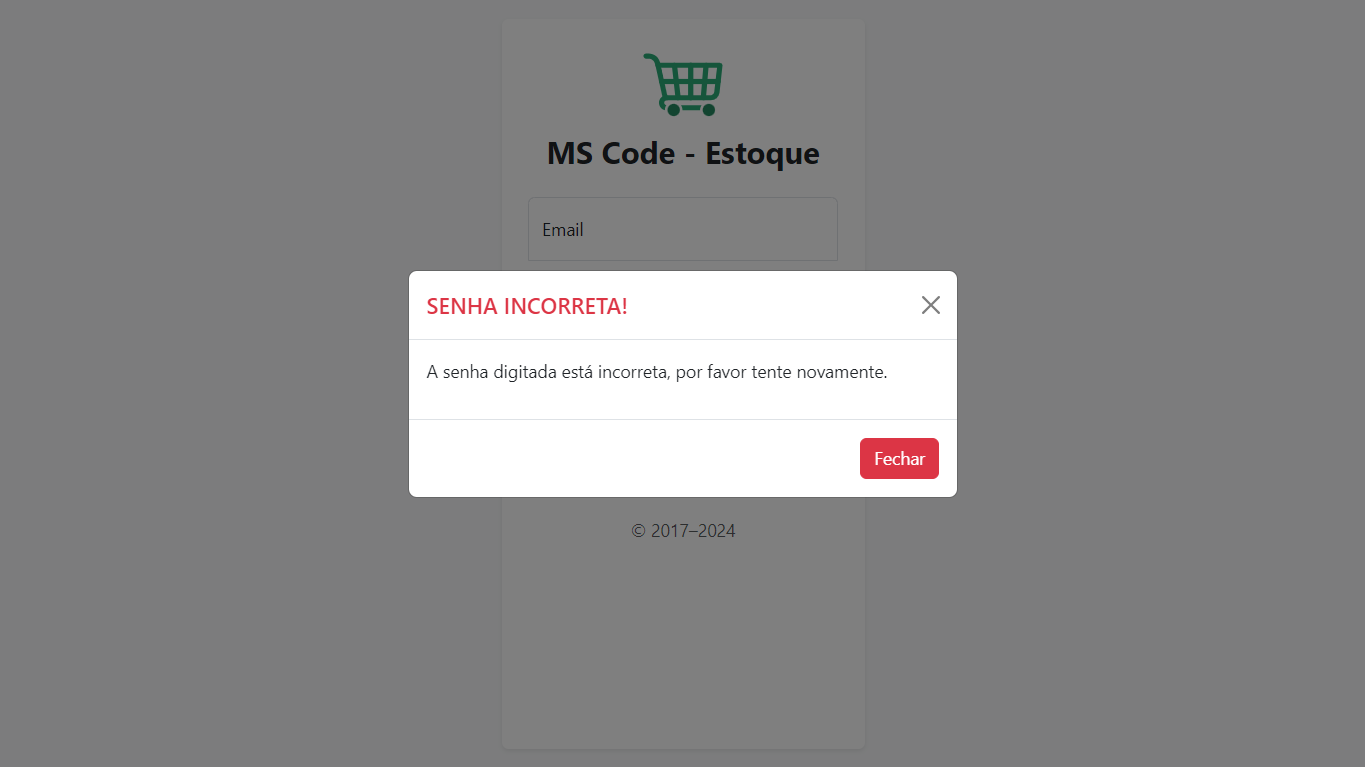 MS Code - Estoque
Email
SENHA INCORRETA!
A senha digitada está incorreta, por favor tente novamente.
Fechar
© 2017–2024